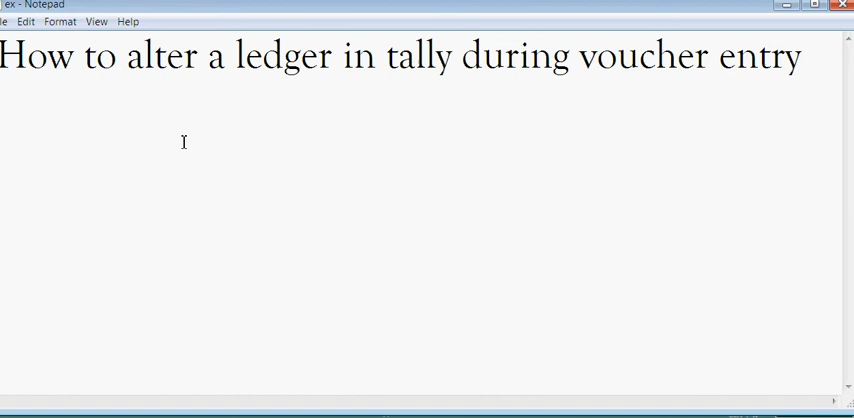 ex - Notepad
le Edit Format View Help
How to alter a ledger in tally during voucher entry